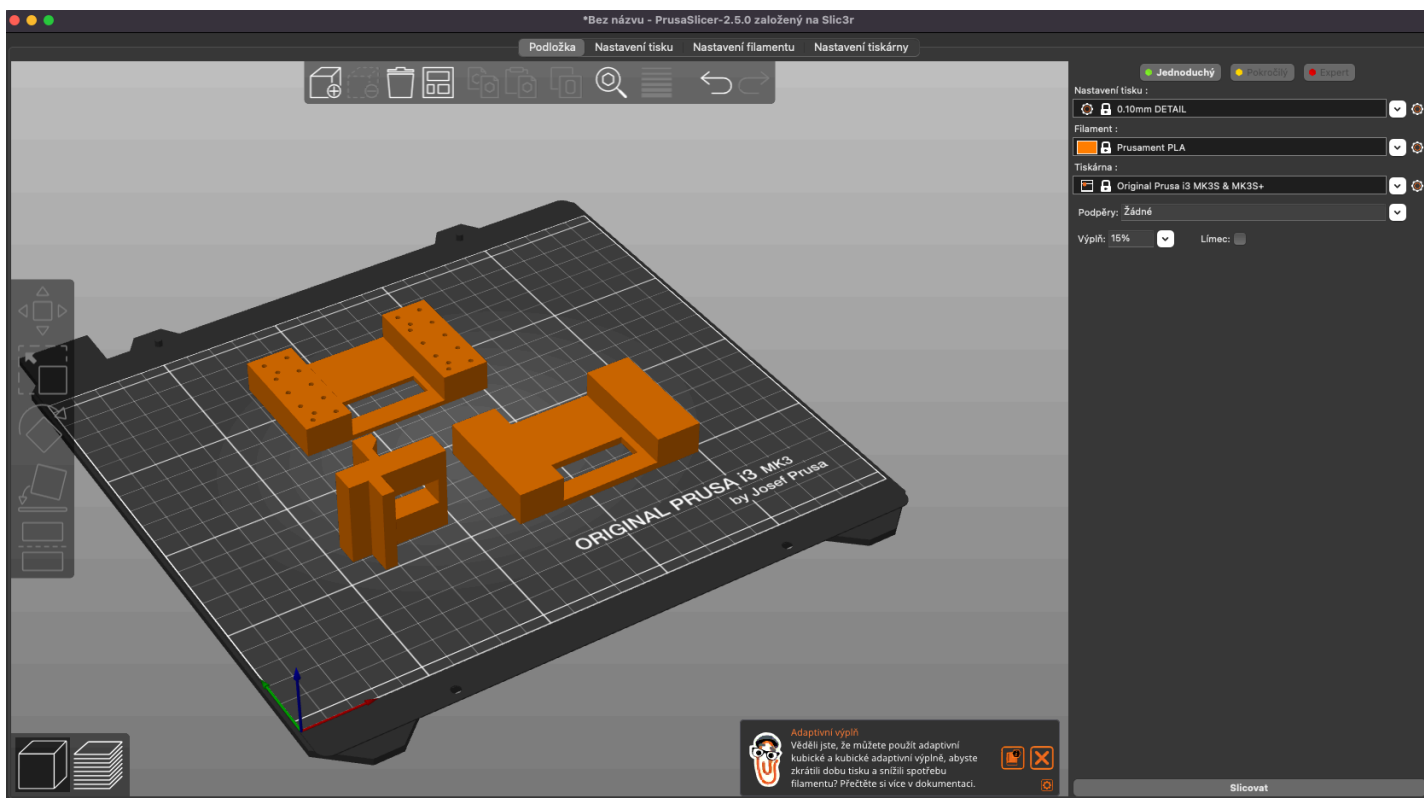 *Bez názvu - PrusaSlicer-2.5.0 založený na Slic3r
Podložka Nastavení tisku Nastavení filamentu Nastavení tiskárny
Jednoduchý Pokročilý Expert
Nastavení tisku :
0.10mm DETAIL
Filament :
Prusament PLA
Tiskárna :
Original Prusa i3 MK3S & MK3S+
Podpěry: Žádné
Výplň: 15% Límec:
ORIGINAL PRUSA i3 MK3
by Josef Prusa
Adaptivní výplň
Věděli jste, že můžete použít adaptivní
kubické a kubické adaptivní výplně, abyste
zkrátili dobu tisku a snížili spotřebu
filamentu? Přečtěte si více v dokumentaci.
Slicovat